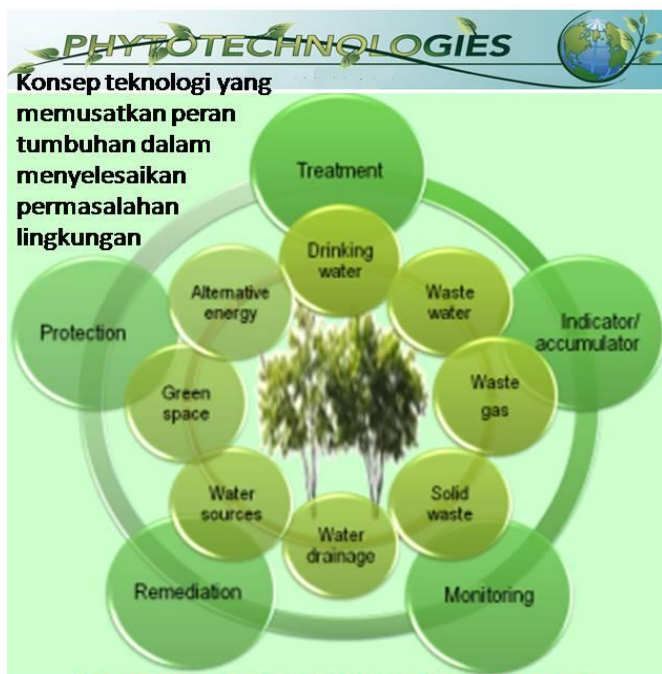 PHYTOTECHNOLOGIES
Konsep teknologi yang
memusatkan peran
tumbuhan dalam
menyelesaikan
permasalahan
lingkungan
Treatment
Drinking
water
Alternative
energy
Waste
water
Protection
Indicator/
accumulator
Green
space
Waste
gas
Water
sources
Solid
waste
Water
drainage
Remediation
Monitoring